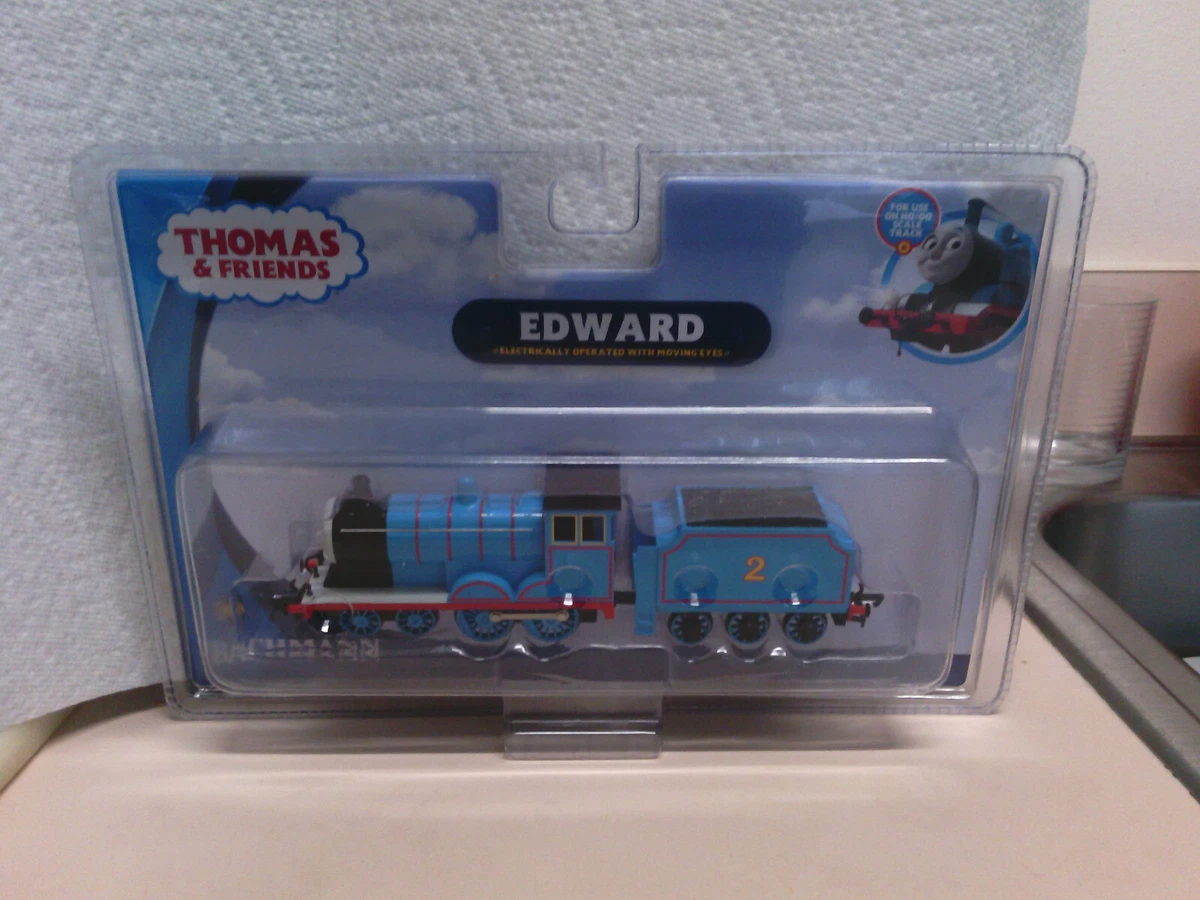 THOMAS
& FRIENDS
FOR USE
ON HO/OO
SCALE
TRACK
EDWARD
ELECTRICALLY OPERATED WITH MOVING EYES
2
BACHMANN